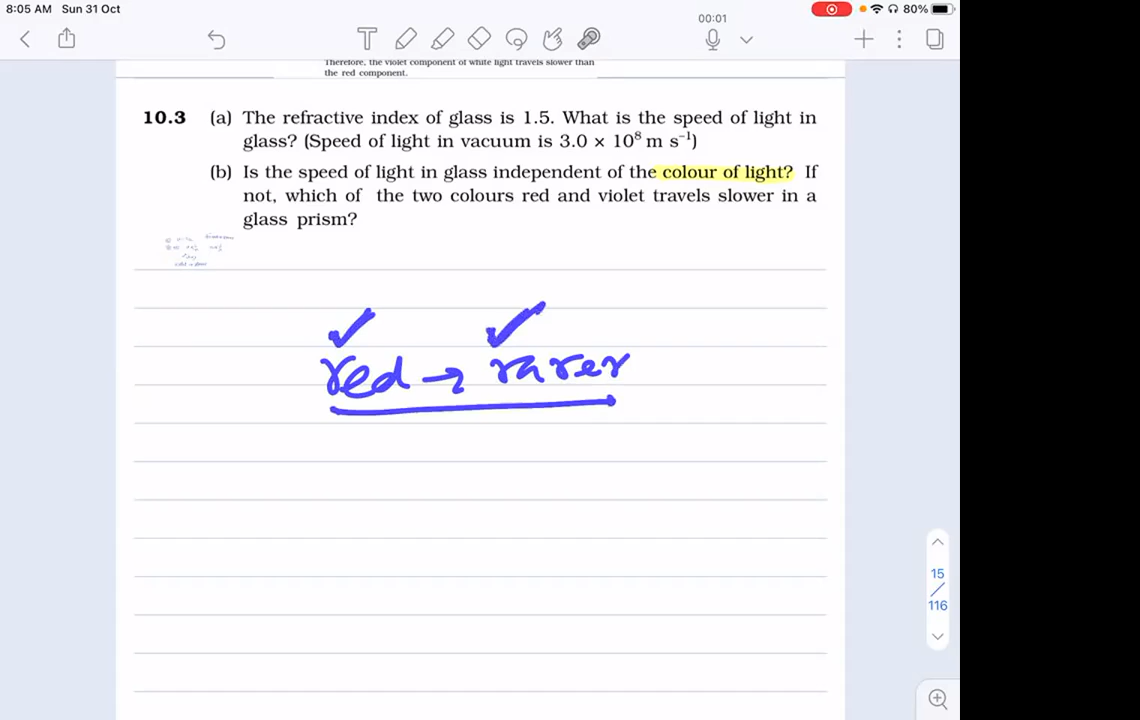 8:05 AM Sun 31 Oct
80%
00:01
Therefore, the violet component of white light travels slower than
the red component.
10.3 (a) The refractive index of glass is 1.5. What is the speed of light in
glass? (Speed of light in vacuum is 3.0 × 10⁸ m s⁻¹)
(b) Is the speed of light in glass independent of the colour of light? If
not, which of the two colours red and violet travels slower in a
glass prism?
red → rarer
15
/
116